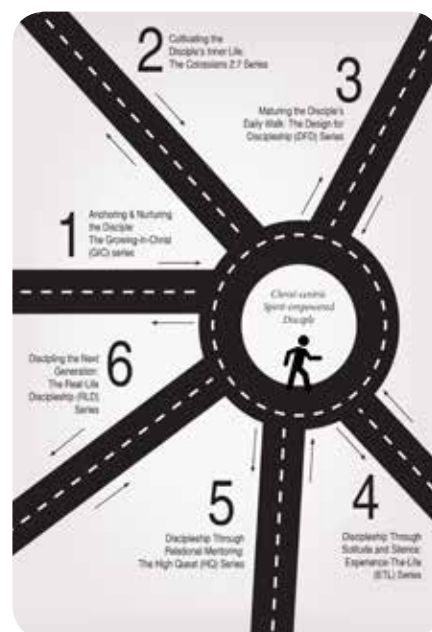 1
Anchoring & Nurturing
the Disciple:
The Growing-In-Christ
(GIC) series
2
Cultivating the
Disciple's Inner Life:
The Colossians 2:7 Series
3
Maturing the Disciple's
Daily Walk: The Design for
Discipleship (DFD) Series
4
Discipleship Through
Solitude and Silence:
Experience-The-Life
(ETL) Series
5
Discipleship Through
Relational Mentoring:
The High Quest (HQ) Series
6
Discipling the Next
Generation:
The Real-Life
Discipleship (RLD)
Series
Christ-centric
Spirit-empowered
Disciple